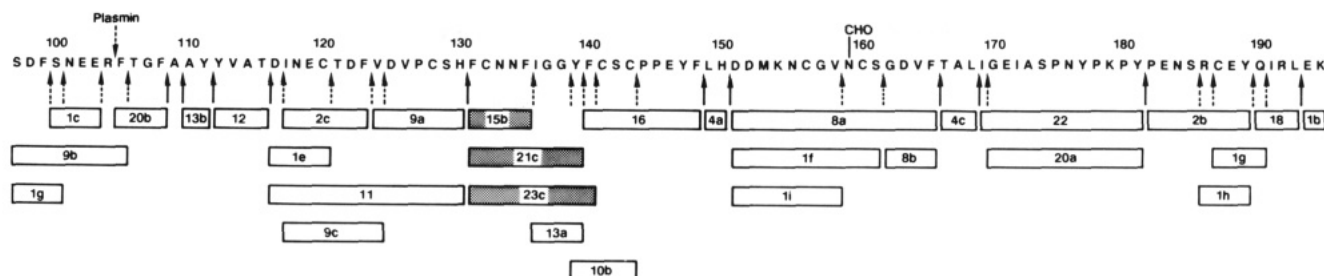 Plasmin
CHO
100 110 120 130 140 150 160 170 180 190
SDFSNEERFTGFAAYYVATDINECTDFVDVPCSHFCNNFIGGYFCSCPPEYFLHDDMKNCGVNCSGDVFTALIGEIASPNYPKPYPENSRCEYQIRLEK
1c 20b 13b 12 2c 9a 15b 16 4a 8a 4c 22 2b 18 1b
9b 1e 21c 1f 8b 20a 1g
1g 11 23c 1i 1h
9c 13a
10b